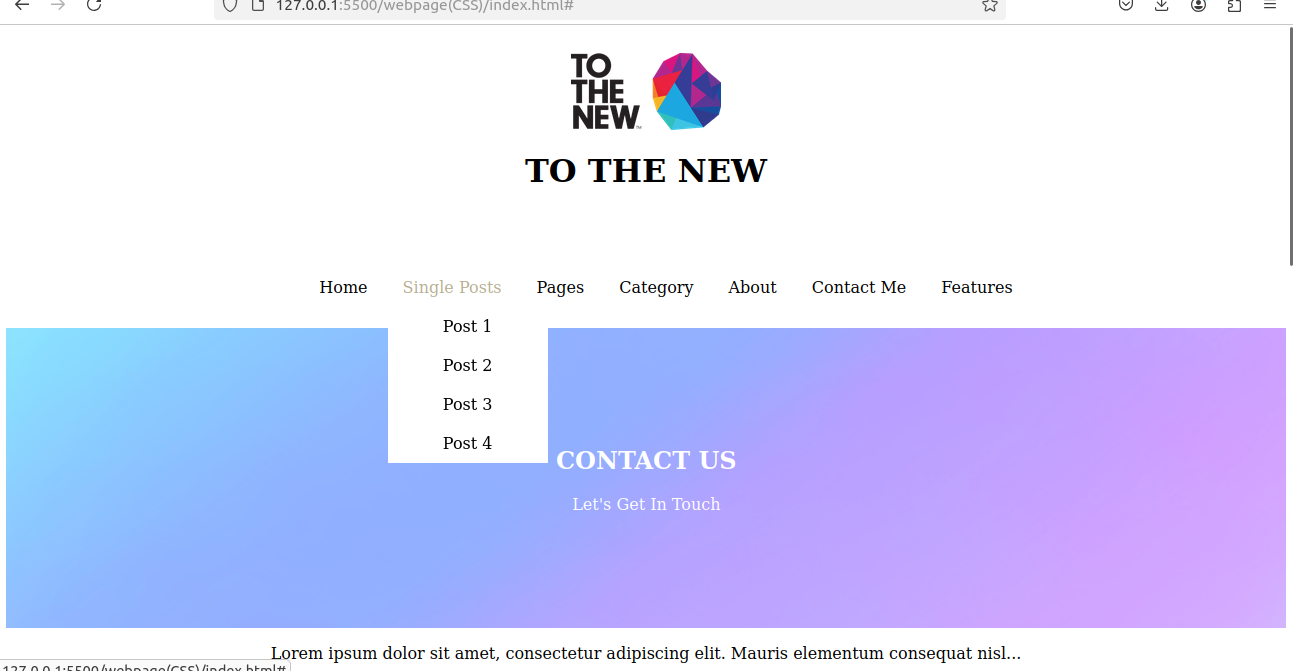 127.0.0.1:5500/webpage(CSS)/index.html#
TO
THE
NEW™
TO THE NEW
Home Single Posts Pages Category About Contact Me Features
Post 1
Post 2
Post 3
Post 4
CONTACT US
Let's Get In Touch
Lorem ipsum dolor sit amet, consectetur adipiscing elit. Mauris elementum consequat nisl...
127.0.0.1:5500/webpage(CSS)/index.html#